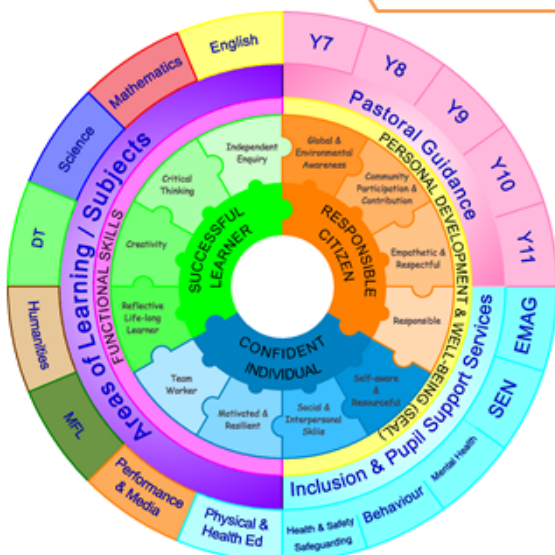 English
Mathematics
Science
DT
Humanities
MFL
Performance
& Media
Physical &
Health Ed
Y7
Y8
Y9
Y10
Y11
EMAG
SEN
Mental Health
Behaviour
Health & Safety
Safeguarding
Areas of Learning / Subjects
Pastoral Guidance
Inclusion & Pupil Support Services
FUNCTIONAL SKILLS
PERSONAL DEVELOPMENT & WELL-BEING (SEAL)
Independent
Enquiry
Critical
Thinking
Creativity
Reflective
Life-long
Learner
Global &
Environmental
Awareness
Community
Participation &
Contribution
Empathetic &
Respectful
Responsible
Self-aware
&
Resourceful
Social &
Interpersonal
Skills
Motivated &
Resilient
Team
Worker
SUCCESSFUL
LEARNER
RESPONSIBLE
CITIZEN
CONFIDENT
INDIVIDUAL